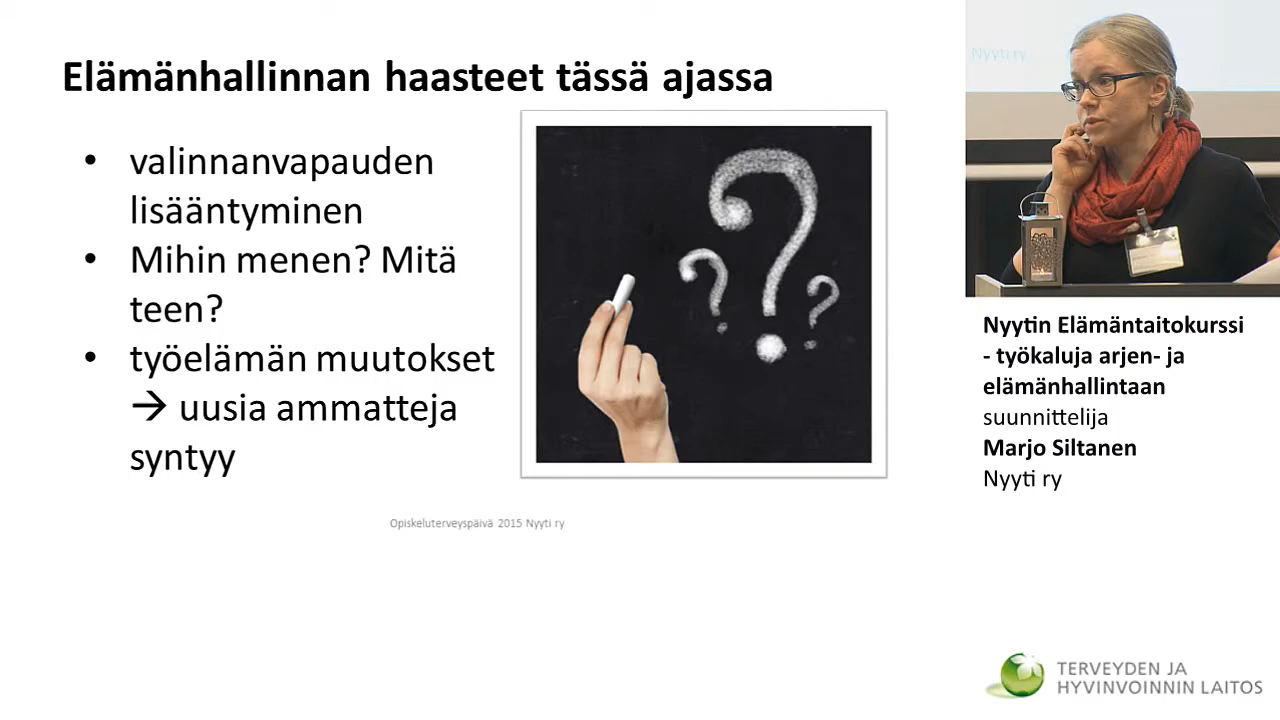 Elämänhallinnan haasteet tässä ajassa
• valinnanvapauden
lisääntyminen
• Mihin menen? Mitä
teen?
• työelämän muutokset
→ uusia ammatteja
syntyy
? ? ?
Opiskeluterveyspäivä 2015 Nyyti ry
Nyyti ry
Nyytin Elämäntaitokurssi
- työkaluja arjen- ja
elämänhallintaan
suunnittelija
Marjo Siltanen
Nyyti ry
TERVEYDEN JA
HYVINVOINNIN LAITOS